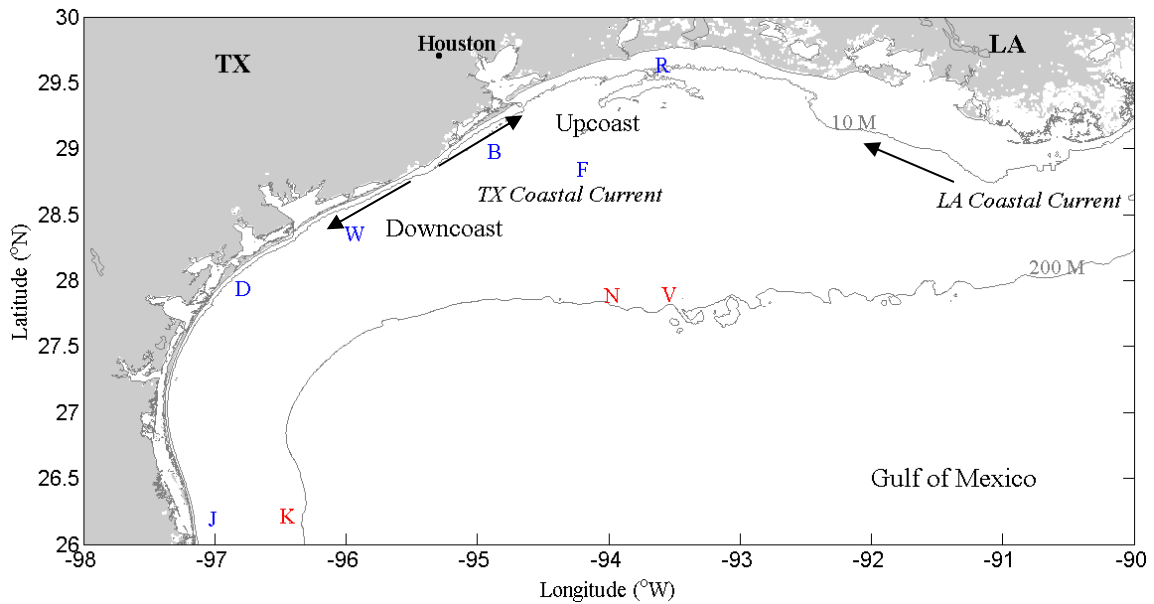 30
29.5
29
28.5
28
27.5
27
26.5
26
Latitude (°N)
TX
Houston
LA
R
Upcoast
10 M
B
F
TX Coastal Current
LA Coastal Current
W
Downcoast
200 M
D
N
V
Gulf of Mexico
J
K
-98
-97
-96
-95
-94
-93
-92
-91
-90
Longitude (°W)